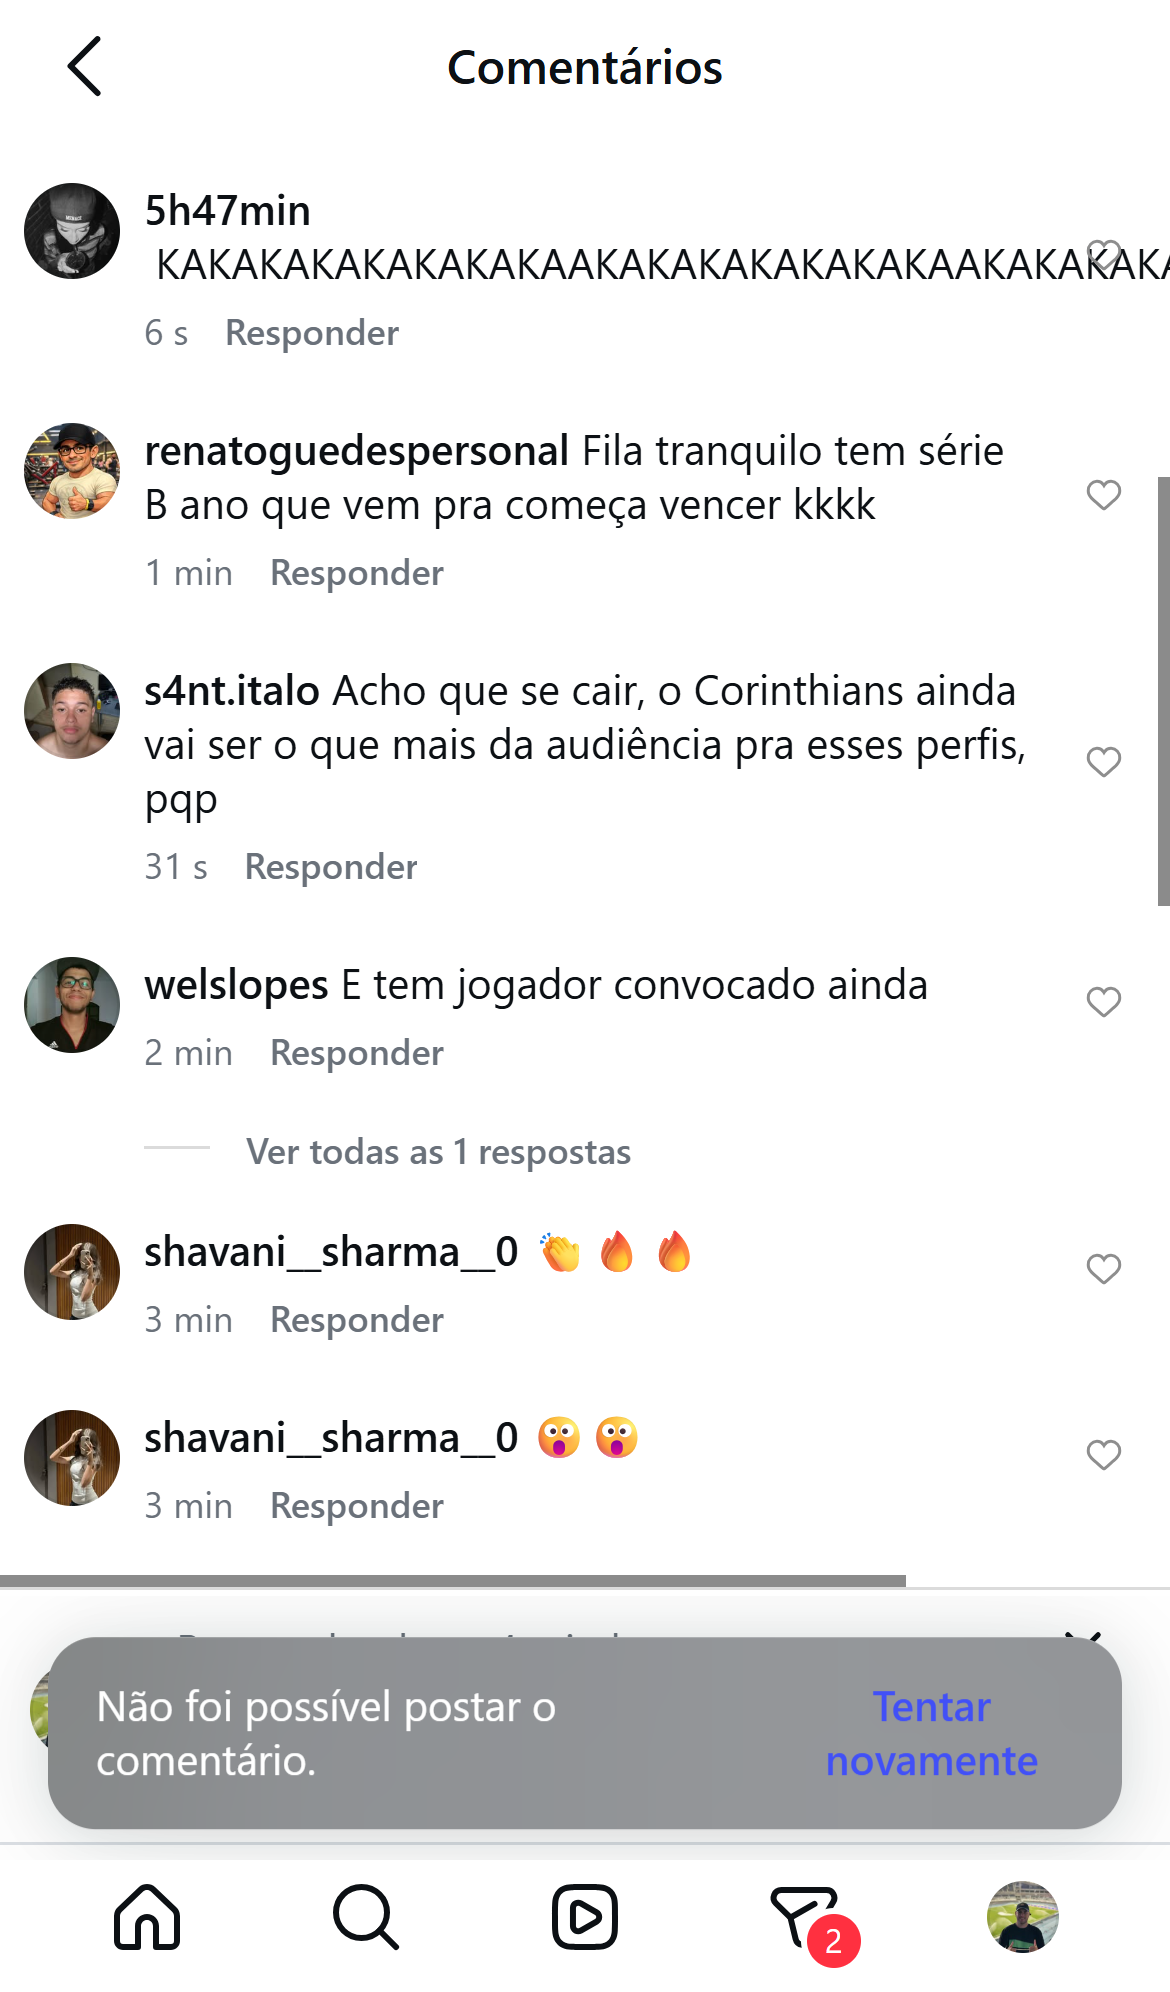 Comentários
5h47min
KAKAKAKAKAKAKAKAAKAKAKAKAKAKAKAAKAKAKAKA
6 s Responder
renatoguedespersonal Fila tranquilo tem série
B ano que vem pra começa vencer kkkk
1 min Responder
s4nt.italo Acho que se cair, o Corinthians ainda
vai ser o que mais da audiência pra esses perfis,
pqp
31 s Responder
welslopes E tem jogador convocado ainda
2 min Responder
Ver todas as 1 respostas
shavani__sharma__0 👏 🔥 🔥
3 min Responder
shavani__sharma__0 😲 😲
3 min Responder
Não foi possível postar o
comentário.
Tentar
novamente
2